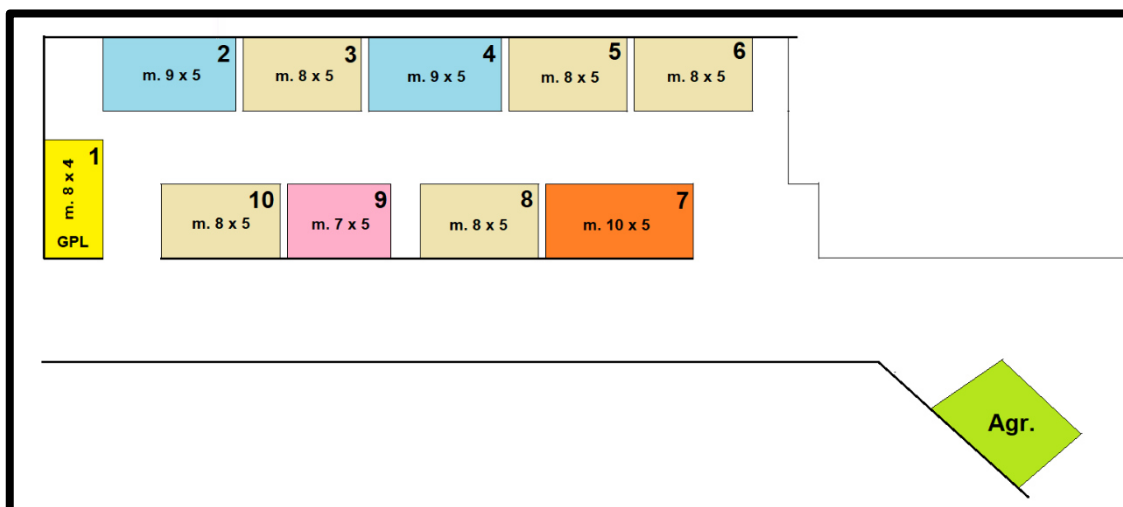 2
m. 9 x 5
3
m. 8 x 5
4
m. 9 x 5
5
m. 8 x 5
6
m. 8 x 5
1
m. 8 x 4
GPL
10
m. 8 x 5
9
m. 7 x 5
8
m. 8 x 5
7
m. 10 x 5
Agr.